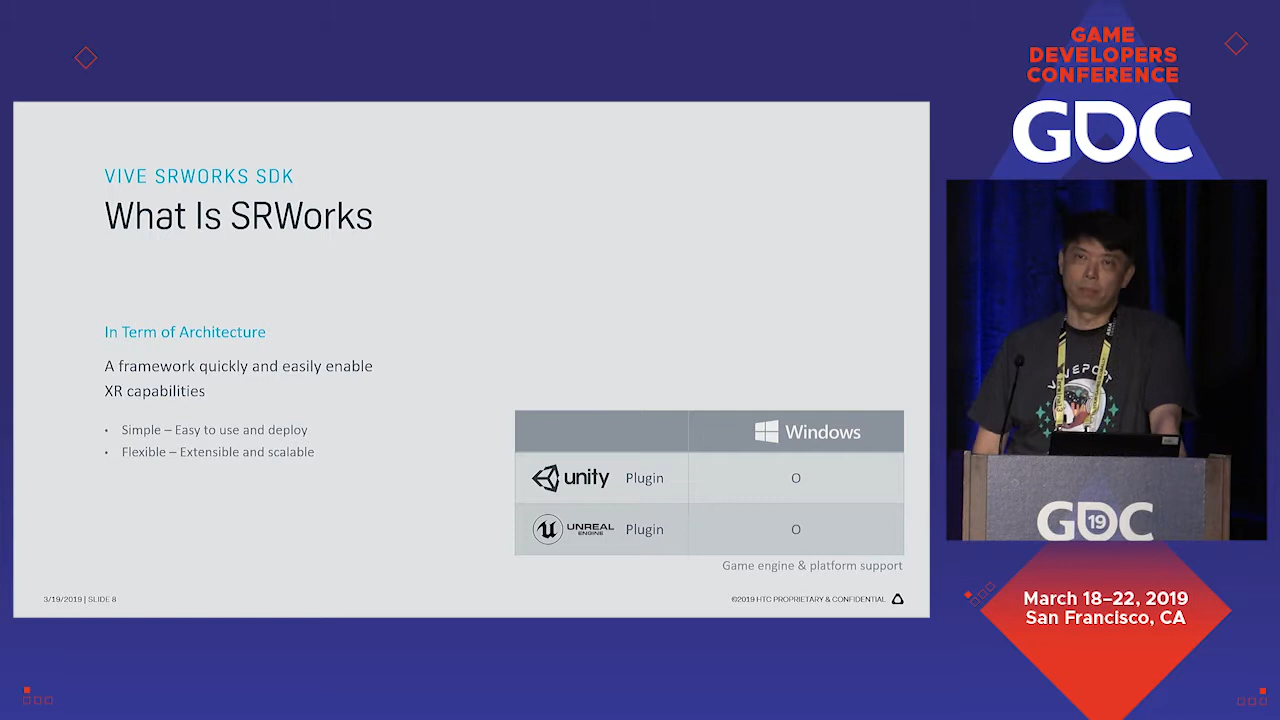 GAME
DEVELOPERS
CONFERENCE
GDC
VIVE SRWORKS SDK
What Is SRWorks
In Term of Architecture
A framework quickly and easily enable
XR capabilities
• Simple – Easy to use and deploy
• Flexible – Extensible and scalable
Windows
unity Plugin O
UNREAL ENGINE Plugin O
Game engine & platform support
3/19/2019 | SLIDE 8
©2019 HTC PROPRIETARY & CONFIDENTIAL
GDC 19
March 18–22, 2019
San Francisco, CA